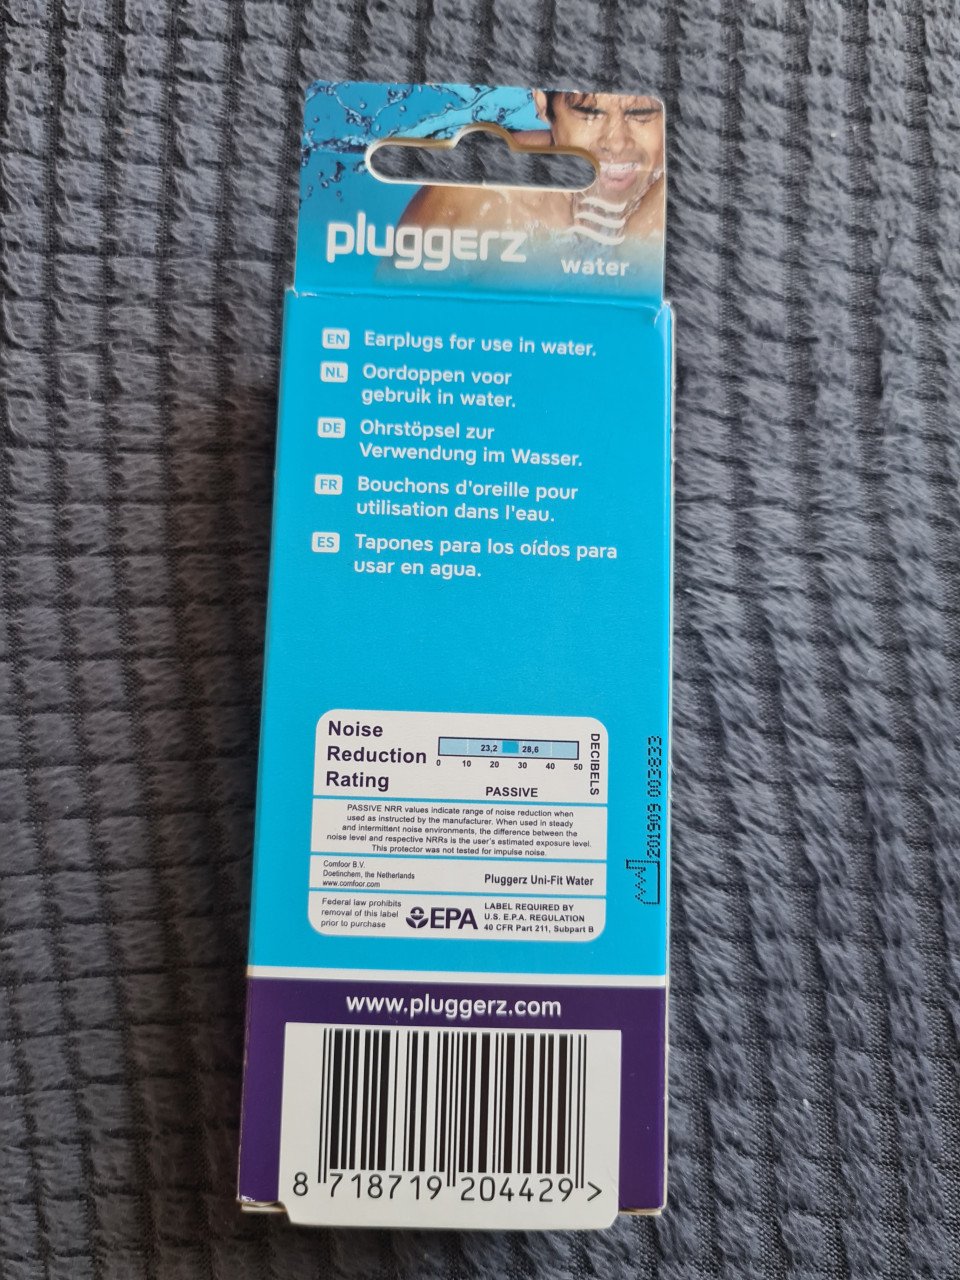 pluggerz
water
EN Earplugs for use in water.
NL Oordoppen voor
gebruik in water.
DE Ohrstöpsel zur
Verwendung im Wasser.
FR Bouchons d'oreille pour
utilisation dans l'eau.
ES Tapones para los oídos para
usar en agua.
Noise
Reduction
Rating
23,2 28,6
0 10 20 30 40 50
DECIBELS
PASSIVE
PASSIVE NRR values indicate range of noise reduction when
used as instructed by the manufacturer. When used in steady
and intermittent noise environments, the difference between the
noise level and respective NRRs is the user's estimated exposure level.
This protector was not tested for impulse noise.
Comfoor B.V.
Doetinchem, the Netherlands
www.comfoor.com
Pluggerz Uni-Fit Water
Federal law prohibits
removal of this label
prior to purchase
EPA
LABEL REQUIRED BY
U.S. E.P.A. REGULATION
40 CFR Part 211, Subpart B
201909 003833
www.pluggerz.com
8 718719 204429 >